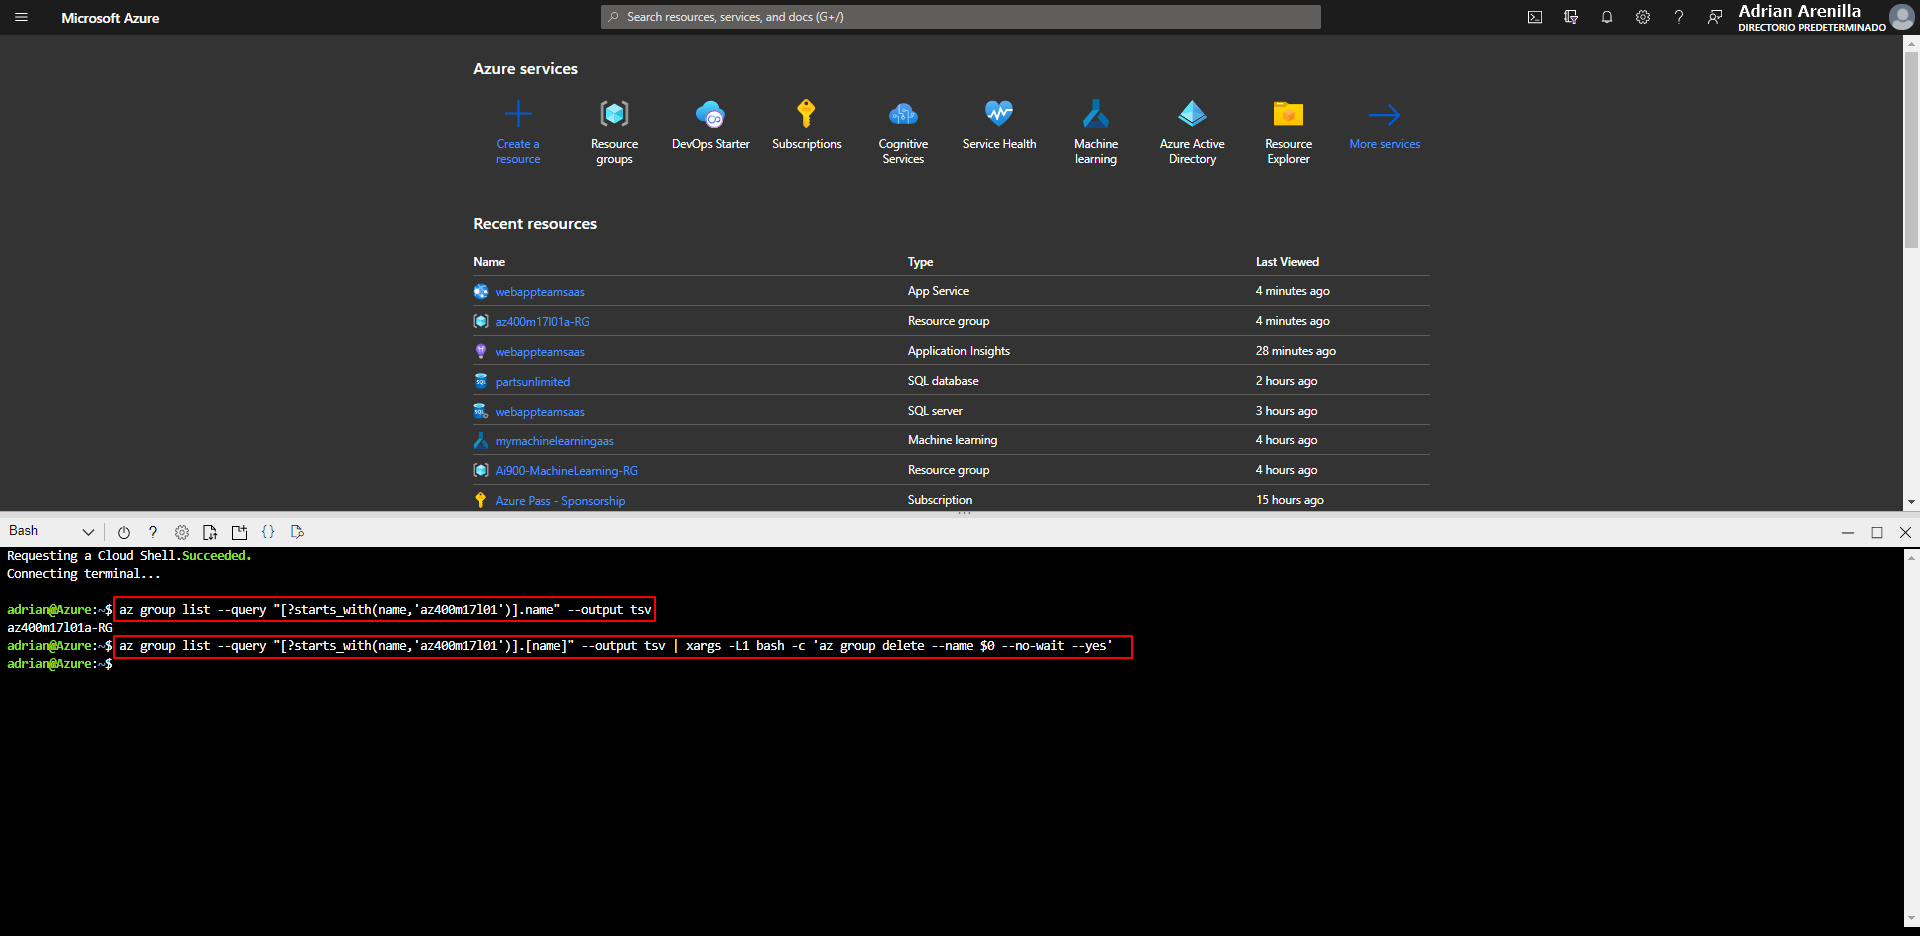 Microsoft Azure
Search resources, services, and docs (G+/)
Adrian Arenilla
DIRECTORIO PREDETERMINADO
Azure services
Create a resource
Resource groups
DevOps Starter
Subscriptions
Cognitive Services
Service Health
Machine learning
Azure Active Directory
Resource Explorer
More services
Recent resources
Name Type Last Viewed
webappteamsaas App Service 4 minutes ago
az400m17l01a-RG Resource group 4 minutes ago
webappteamsaas Application Insights 28 minutes ago
partsunlimited SQL database 2 hours ago
webappteamsaas SQL server 3 hours ago
mymachinelearningaas Machine learning 4 hours ago
Ai900-MachineLearning-RG Resource group 4 hours ago
Azure Pass - Sponsorship Subscription 15 hours ago
Bash
Requesting a Cloud Shell.Succeeded.
Connecting terminal...
adrian@Azure:~$ az group list --query "[?starts_with(name,'az400m17l01')].name" --output tsv
az400m17l01a-RG
adrian@Azure:~$ az group list --query "[?starts_with(name,'az400m17l01')].[name]" --output tsv | xargs -L1 bash -c 'az group delete --name $0 --no-wait --yes'
adrian@Azure:~$